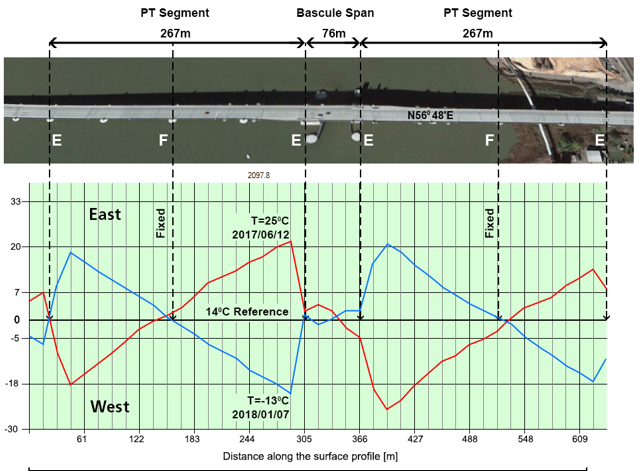 PT Segment Bascule Span PT Segment
267m 76m 267m
N56°48'E
E F E E F E
2097.8
33
East
Fixed
Fixed
T=25°C
2017/06/12
20
7
14°C Reference
0
-5
-18
West
T=-13°C
2018/01/07
-30
61 122 183 244 305 366 427 488 548 609
Distance along the surface profile [m]